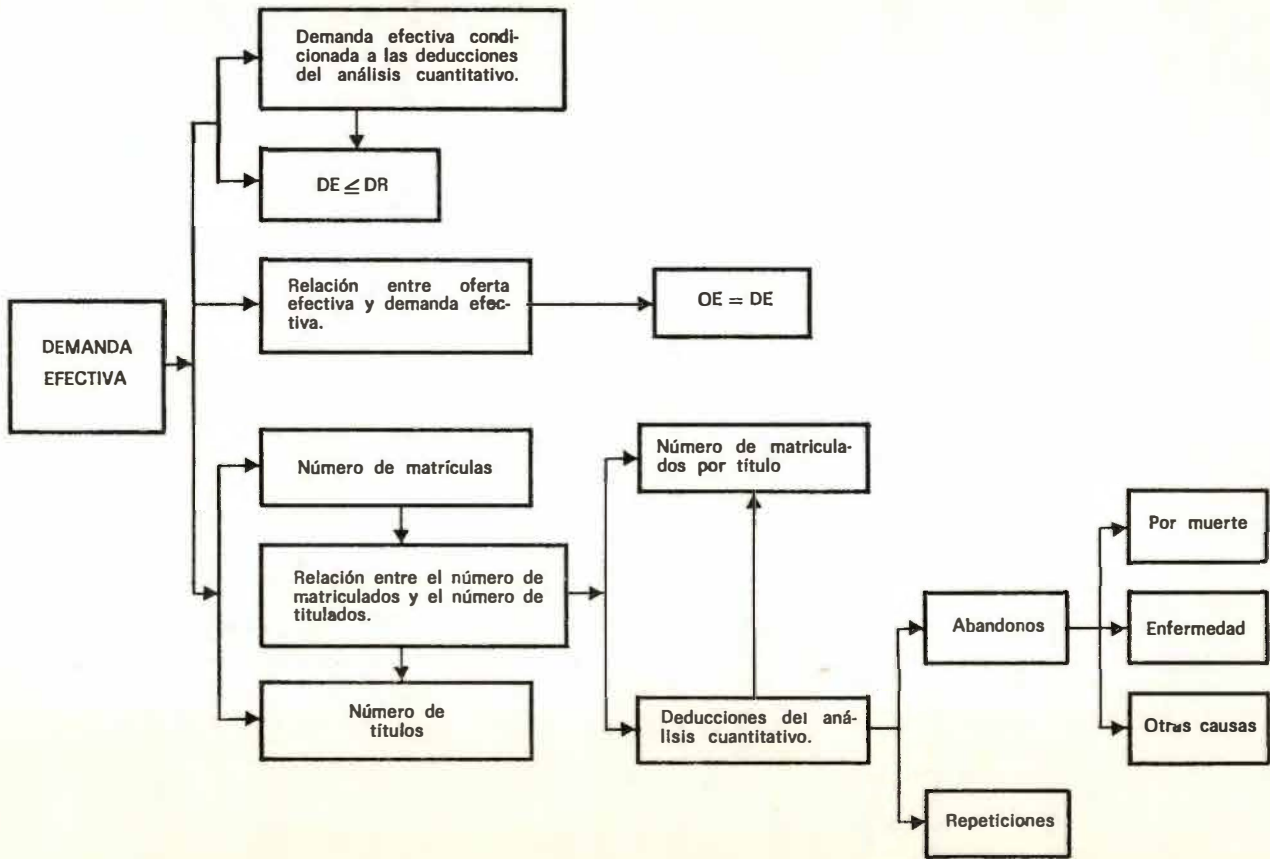 Demanda efectiva condi-
cionada a las deducciones
del análisis cuantitativo.
DE ≦ DR
Relación entre oferta
efectiva y demanda efec-
tiva.
OE = DE
DEMANDA
EFECTIVA
Número de matrículas
Número de matricula-
dos por título
Relación entre el número de
matriculados y el número de
titulados.
Número de
títulos
Deducciones del aná-
lisis cuantitativo.
Abandonos
Por muerte
Enfermedad
Otras causas
Repeticiones